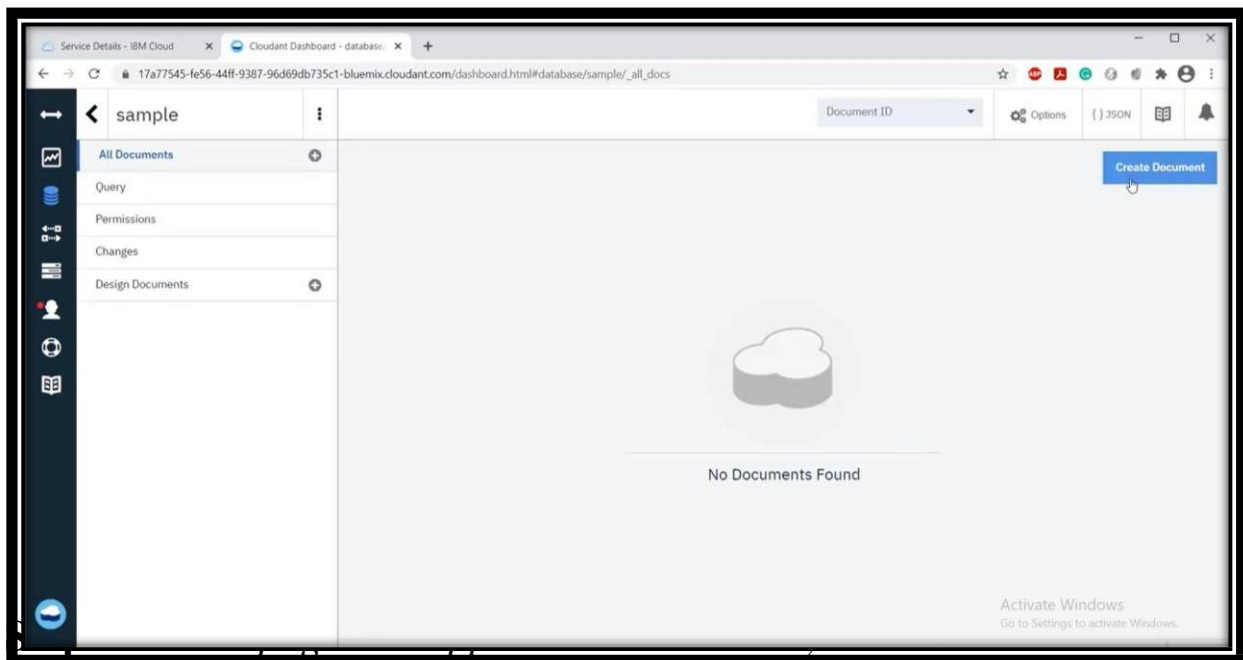 Service Details - IBM Cloud
Cloudant Dashboard - database
17a77545-fe56-44ff-9387-96d69db735c1-bluemix.cloudant.com/dashboard.html#database/sample/_all_docs
sample
Document ID
Options
{ } JSON
All Documents
Create Document
Query
Permissions
Changes
Design Documents
No Documents Found
Activate Windows
Go to Settings to activate Windows.